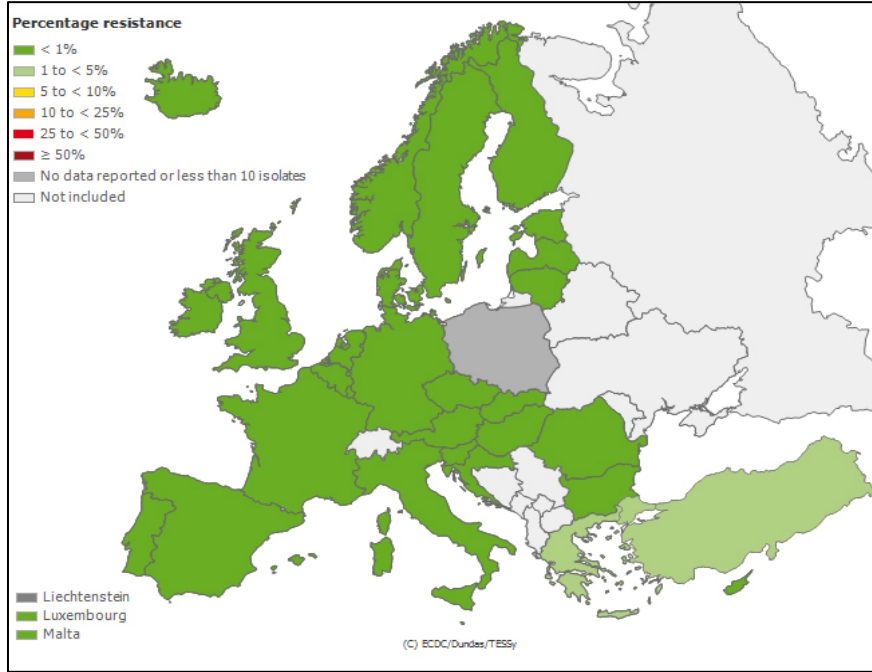 Percentage resistance
< 1%
1 to < 5%
5 to < 10%
10 to < 25%
25 to < 50%
≥ 50%
No data reported or less than 10 isolates
Not included
Liechtenstein
Luxembourg
Malta
(C) ECDC/Dundas/TESSy